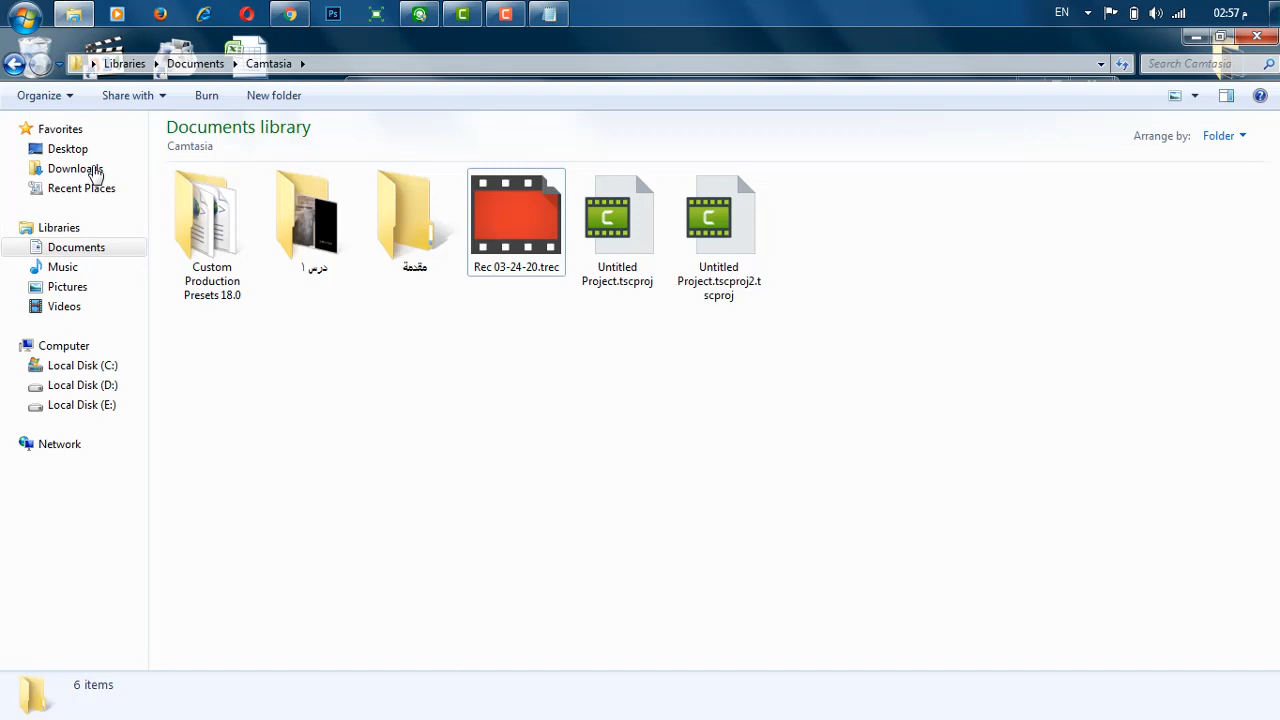 EN
02:57 م
Libraries
Documents
Camtasia
Search Camtasia
Organize
Share with
Burn
New folder
Favorites
Desktop
Downloads
Recent Places
Libraries
Documents
Music
Pictures
Videos
Computer
Local Disk (C:)
Local Disk (D:)
Local Disk (E:)
Network
Documents library
Camtasia
Arrange by:
Folder
Custom
Production
Presets 18.0
درس ١
مقدمة
Rec 03-24-20.trec
Untitled
Project.tscproj
Untitled
Project.tscproj2.t
scproj
6 items